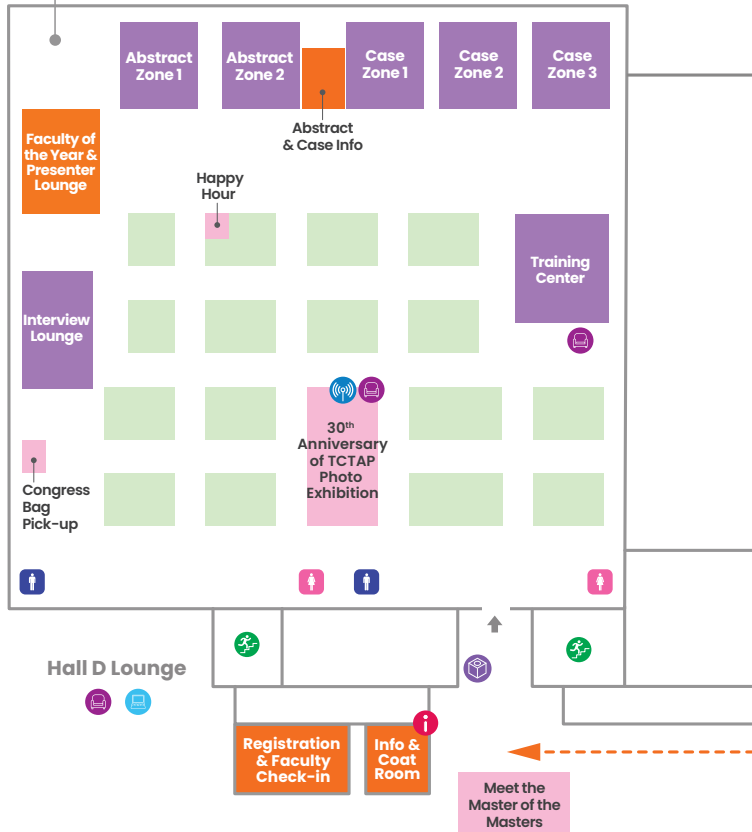 Abstract
Zone 1
Abstract
Zone 2
Case
Zone 1
Case
Zone 2
Case
Zone 3
Abstract
& Case Info
Faculty of
the Year &
Presenter
Lounge
Happy
Hour
Training
Center
Interview
Lounge
30th
Anniversary
of TCTAP
Photo
Exhibition
Congress
Bag
Pick-up
Hall D Lounge
Registration
& Faculty
Check-in
Info &
Coat
Room
i
Meet the
Master of the
Masters